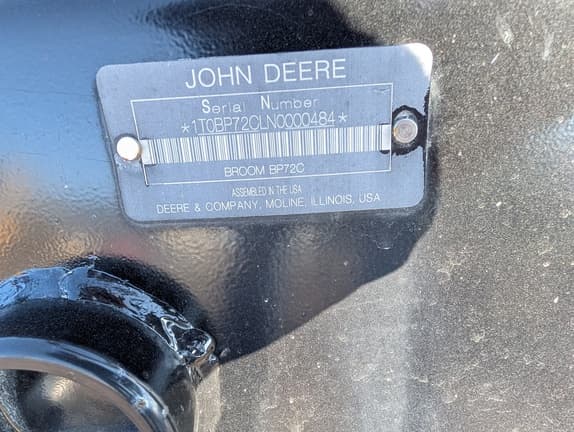 JOHN DEERE
Serial Number
*1T0BP72CLN0000484*
BROOM BP72C
ASSEMBLED IN THE USA
DEERE & COMPANY, MOLINE, ILLINOIS, USA